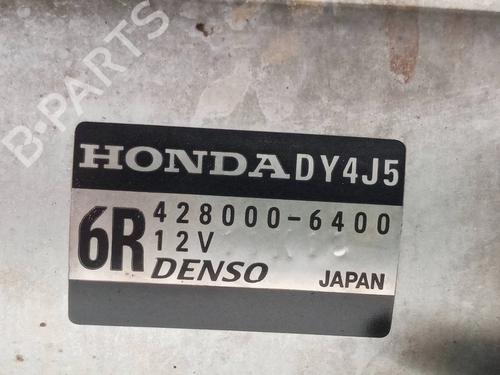 B-PARTS
HONDA DY4J5
6R 428000-6400
12V
DENSO JAPAN